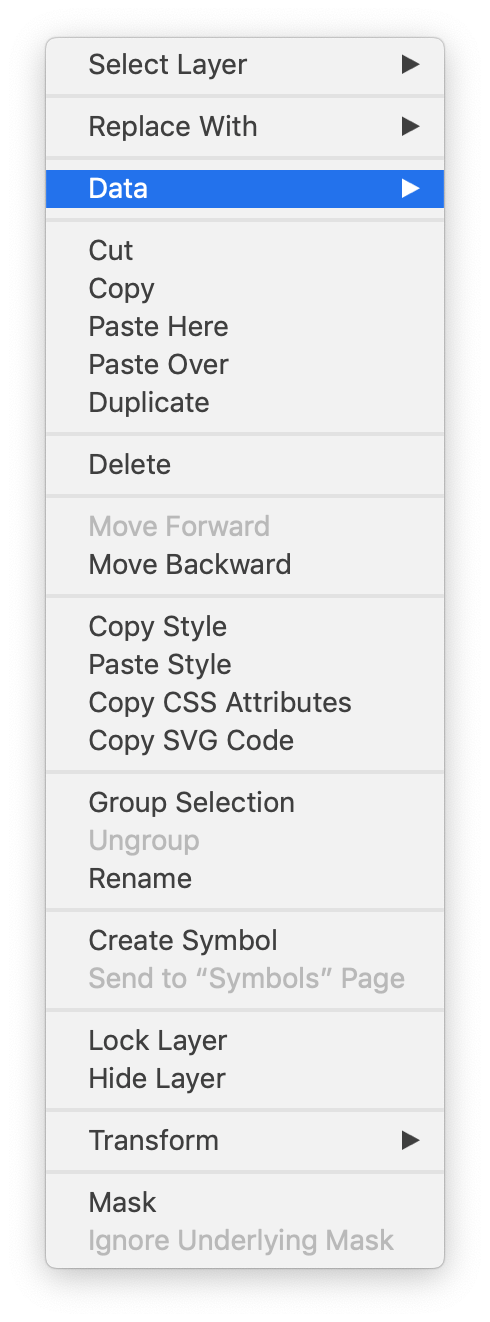 Select Layer
Replace With
Data
Cut
Copy
Paste Here
Paste Over
Duplicate
Delete
Move Forward
Move Backward
Copy Style
Paste Style
Copy CSS Attributes
Copy SVG Code
Group Selection
Ungroup
Rename
Create Symbol
Send to “Symbols” Page
Lock Layer
Hide Layer
Transform
Mask
Ignore Underlying Mask